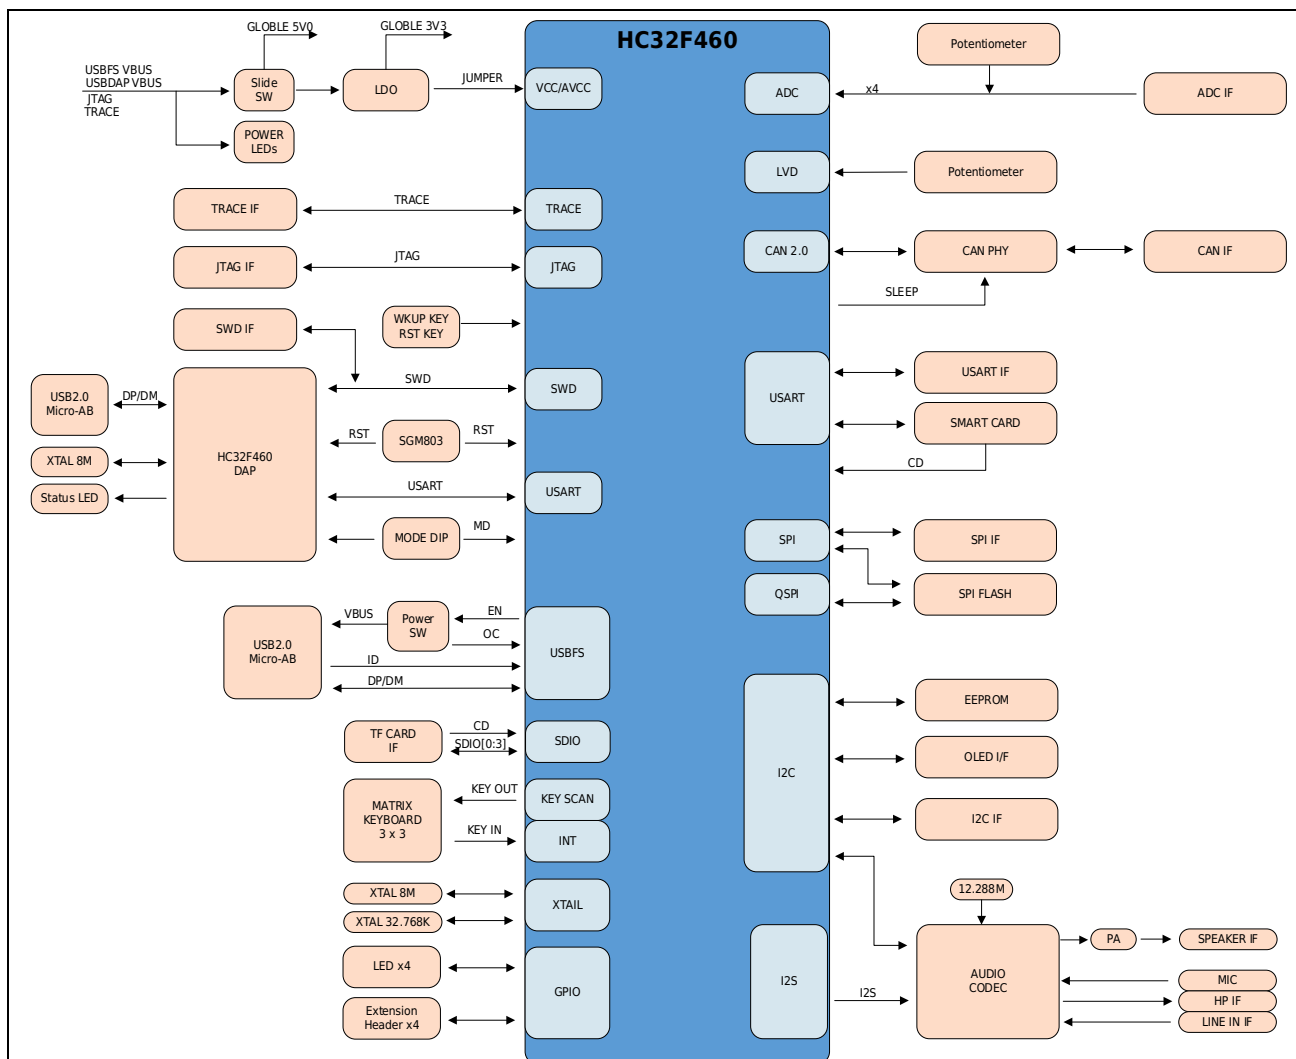 HC32F460
GLOBLE 5V0
GLOBLE 3V3
USBFS VBUS
USBDAP VBUS
JTAG
TRACE
Slide
SW
LDO
JUMPER
VCC/AVCC
POWER
LEDs
TRACE IF
TRACE
TRACE
JTAG IF
JTAG
JTAG
SWD IF
WKUP KEY
RST KEY
USB2.0
Micro-AB
DP/DM
XTAL 8M
Status LED
HC32F460
DAP
SWD
SWD
RST
SGM803
RST
USART
USART
MODE DIP
MD
USB2.0
Micro-AB
VBUS
Power
SW
EN
OC
ID
DP/DM
USBFS
TF CARD
IF
CD
SDIO[0:3]
SDIO
MATRIX
KEYBOARD
3 x 3
KEY OUT
KEY SCAN
KEY IN
INT
XTAL 8M
XTAL 32.768K
XTAIL
LED x4
Extension
Header x4
GPIO
Potentiometer
ADC
x4
ADC IF
LVD
Potentiometer
CAN 2.0
CAN PHY
CAN IF
SLEEP
USART
USART IF
SMART CARD
CD
SPI
SPI IF
QSPI
SPI FLASH
I2C
EEPROM
OLED I/F
I2C IF
12.288M
I2S
I2S
AUDIO
CODEC
PA
SPEAKER IF
MIC
HP IF
LINE IN IF